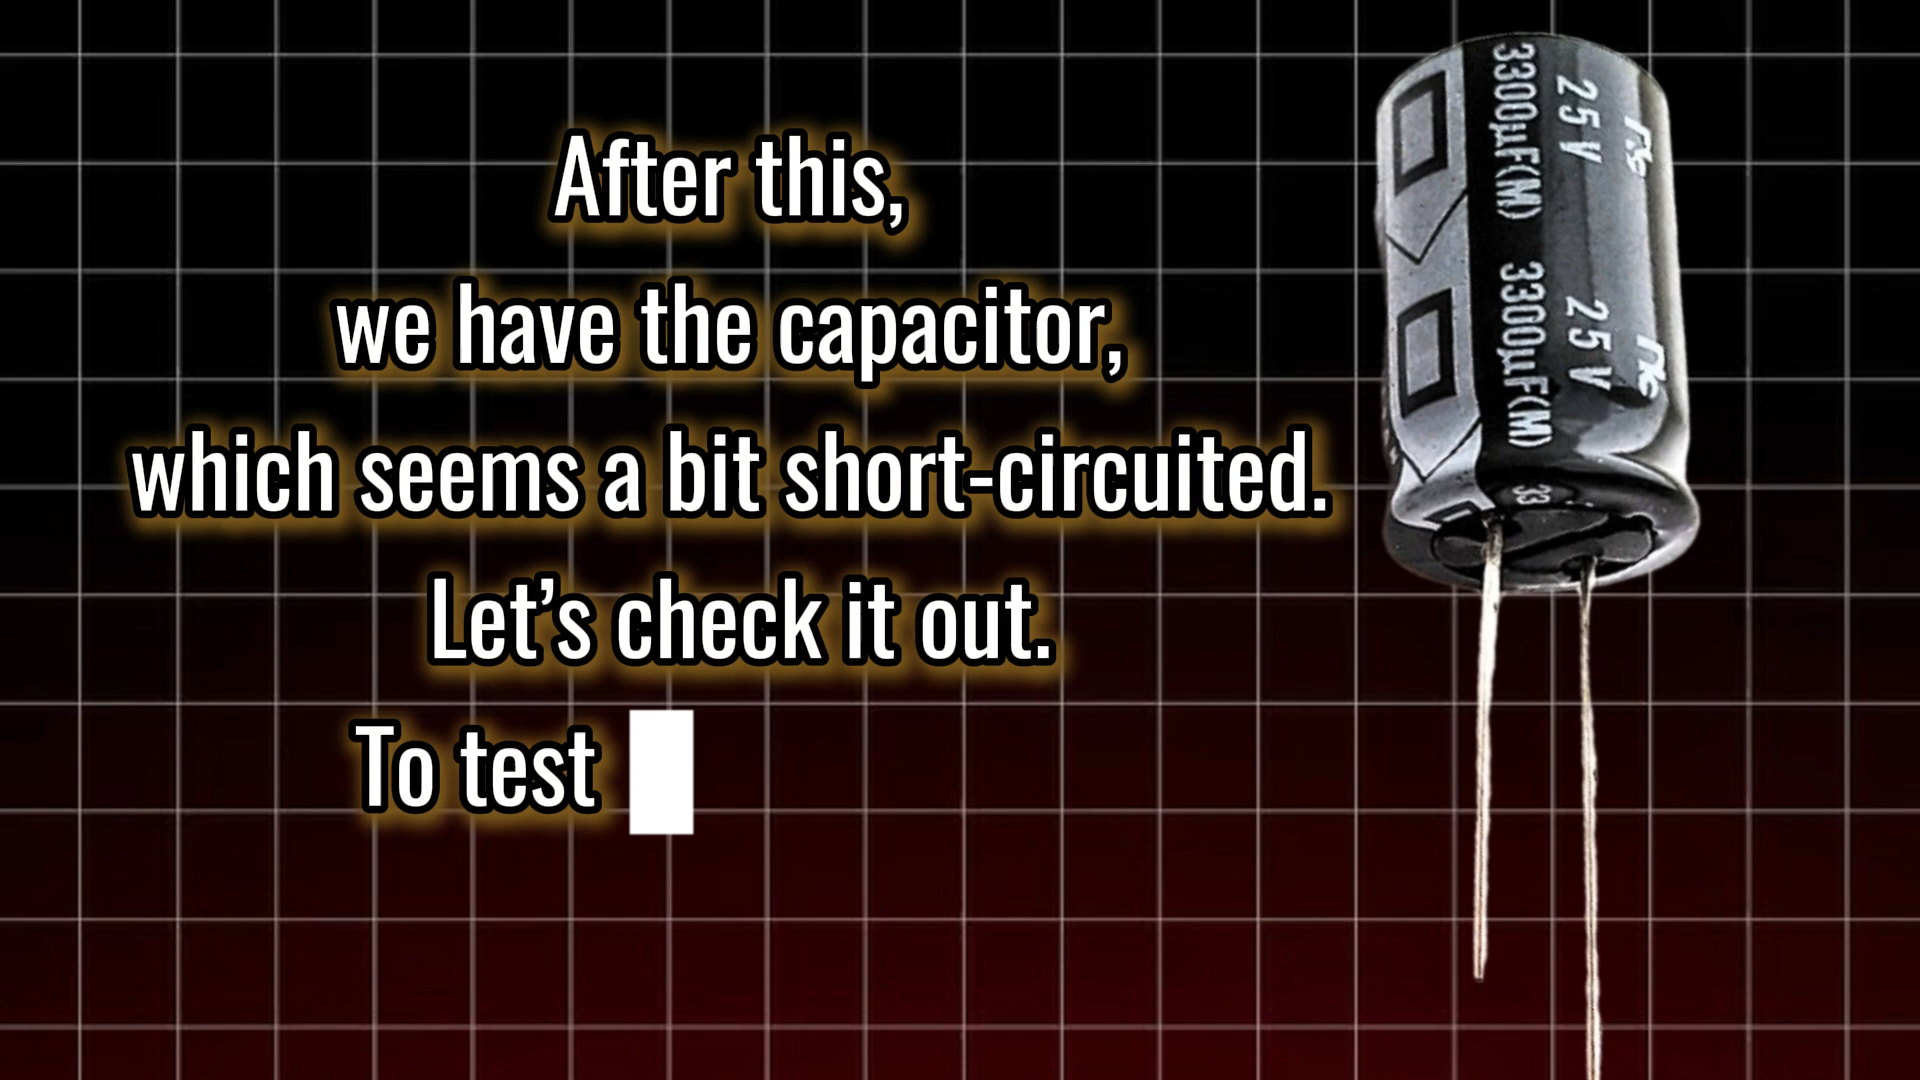 After this,
we have the capacitor,
which seems a bit short-circuited.
Let’s check it out.
To test
3300µF(M) 3300µF(M)
25V 25V
33